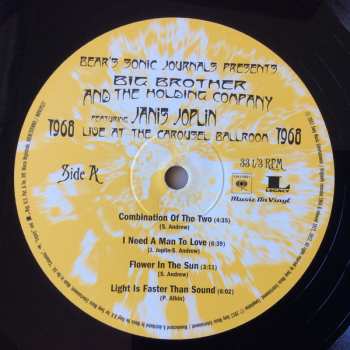 BEAR'S SONIC JOURNALS PRESENTS
BIG BROTHER
AND THE HOLDING COMPANY
FEATURING JANIS JOPLIN
1968 LIVE AT THE CAROUSEL BALLROOM 1968
Side A
33 1/3 RPM
COLUMBIA
LEGACY
Music On Vinyl
Combination Of Tho Two (4:35)
(S. Andrew)
I Need A Man To Love (6:39)
(J. Joplin-S. Andrew)
Flower In The Sun (3:11)
(S. Andrew)
Light Is Faster Than Sound (6:02)
(P. Albin)